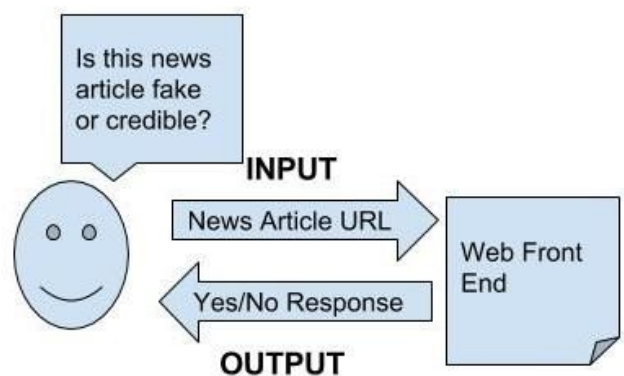 Is this news
article fake
or credible?
INPUT
News Article URL
Web Front
End
Yes/No Response
OUTPUT